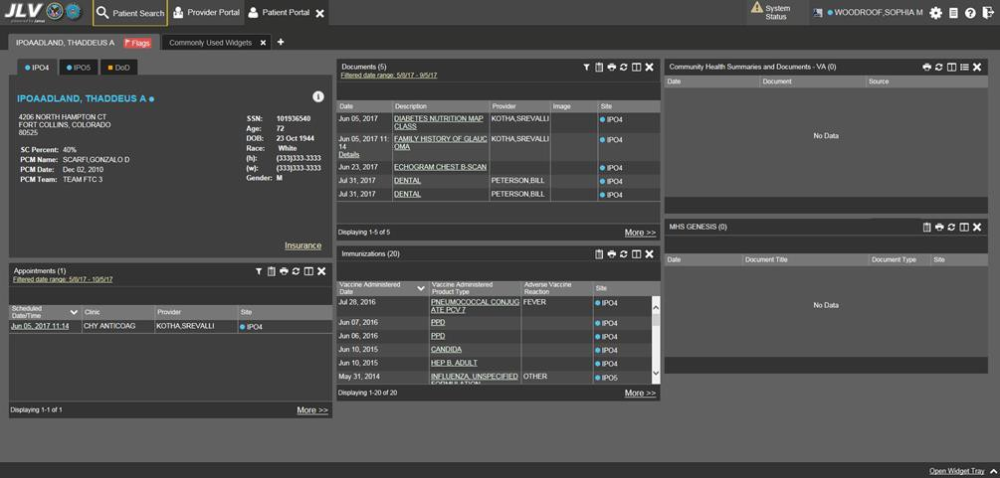 JLV
powered by Janus
Patient Search
Provider Portal
Patient Portal
System
Status
WOODROOF,SOPHIA M
IPOAADLAND, THADDEUS A
Flags
Commonly Used Widgets
IPO4
IPO5
DoD
IPOAADLAND, THADDEUS A
4206 NORTH HAMPTON CT
FORT COLLINS, COLORADO
80525
SC Percent: 40%
PCM Name: SCARFI,GONZALO D
PCM Date: Dec 02, 2010
PCM Team: TEAM FTC 3
SSN: 101936540
Age: 72
DOB: 23 Oct 1944
Race: White
(h): (333)333-3333
(w): (333)333-3333
Gender: M
Insurance
Appointments (1)
Filtered date range: 5/8/17 - 10/5/17
Scheduled
Date/Time
Clinic
Provider
Site
Jun 05, 2017 11:14
CHY ANTICOAG
KOTHA,SREVALLI
IPO4
Displaying 1-1 of 1
More >>
Documents (5)
Filtered date range: 5/8/17 - 9/5/17
Date
Description
Provider
Image
Site
Jun 05, 2017
DIABETES NUTRITION MAP
CLASS
KOTHA,SREVALLI
IPO4
Jun 05, 2017 11:
14
Details
FAMILY HISTORY OF GLAUC
OMA
KOTHA,SREVALLI
IPO4
Jun 23, 2017
ECHOGRAM CHEST B-SCAN
IPO4
Jul 31, 2017
DENTAL
PETERSON,BILL
IPO4
Jul 31, 2017
DENTAL
PETERSON,BILL
IPO4
Displaying 1-5 of 5
More >>
Immunizations (20)
Vaccine Administered
Date
Vaccine Administered
Product Type
Adverse Vaccine
Reaction
Site
Jul 28, 2016
PNEUMOCOCCAL CONJUG
ATE PCV 7
FEVER
IPO4
Jun 07, 2016
PPD
IPO4
Jun 06, 2016
PPD
IPO4
Jun 10, 2015
CANDIDA
IPO4
Jun 10, 2015
HEP B, ADULT
IPO4
May 31, 2014
INFLUENZA, UNSPECIFIED
FORMULATION
OTHER
IPO5
Displaying 1-20 of 20
More >>
Community Health Summaries and Documents - VA (0)
Date
Document
Source
No Data
MHS GENESIS (0)
Date
Document Title
Document Type
Site
No Data
Open Widget Tray